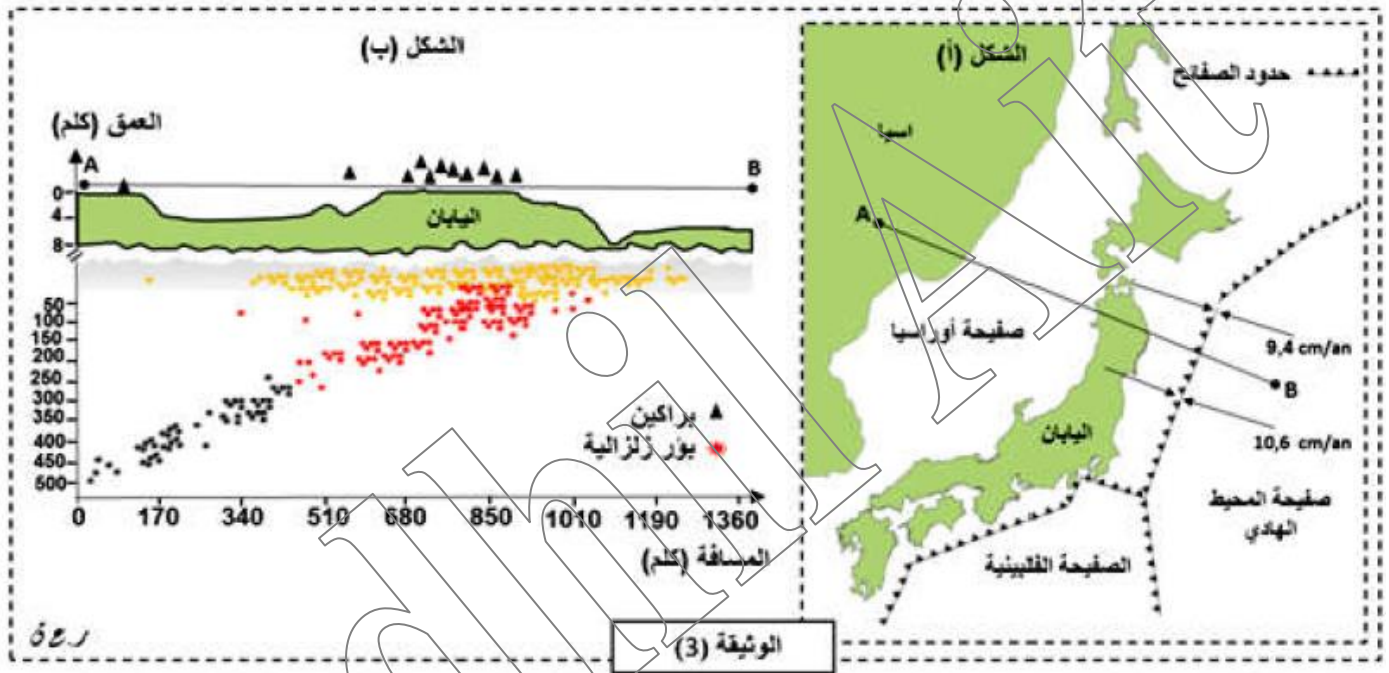 الشكل (أ)
حدود الصفائح
اسيا
A
صفيحة أوراسيا
9,4 cm/an
B
10,6 cm/an
اليابان
صفيحة المحيط
الهادي
الصفيحة الفلبينية
الشكل (ب)
العمق (كلم)
A
B
0
4
8
اليابان
50
100
150
200
250
300
350
400
450
500
براكين
بؤر زلزالية
0 170 340 510 680 850 1010 1190 1360
المسافة (كلم)
الوثيقة (3)